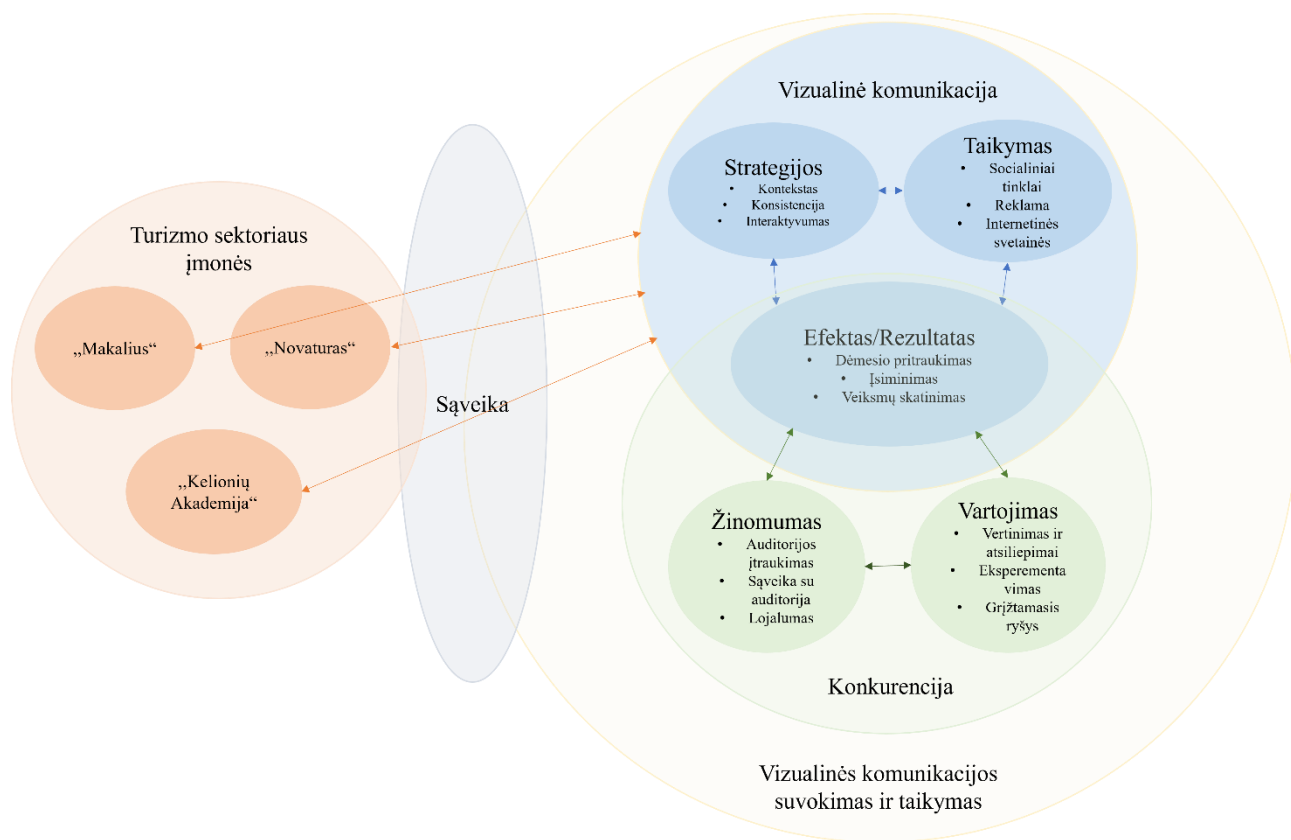 Turizmo sektoriaus
įmonės
„Makalius“
„Novaturas“
„Kelionių
Akademija“
Sąveika
Vizualinė komunikacija
Strategijos
• Kontekstas
• Konsistencija
• Interaktyvumas
Taikymas
• Socialiniai
tinklai
• Reklama
• Internetinės
svetainės
Efektas/Rezultatas
• Dėmesio pritraukimas
• Įsiminimas
• Veiksmų skatinimas
Žinomumas
• Auditorijos
įtraukimas
• Sąveika su
auditorija
• Lojalumas
Vartojimas
• Vertinimas ir
atsiliepimai
• Eksperementa
vimas
• Grįžtamasis
ryšys
Konkurencija
Vizualinės komunikacijos
suvokimas ir taikymas